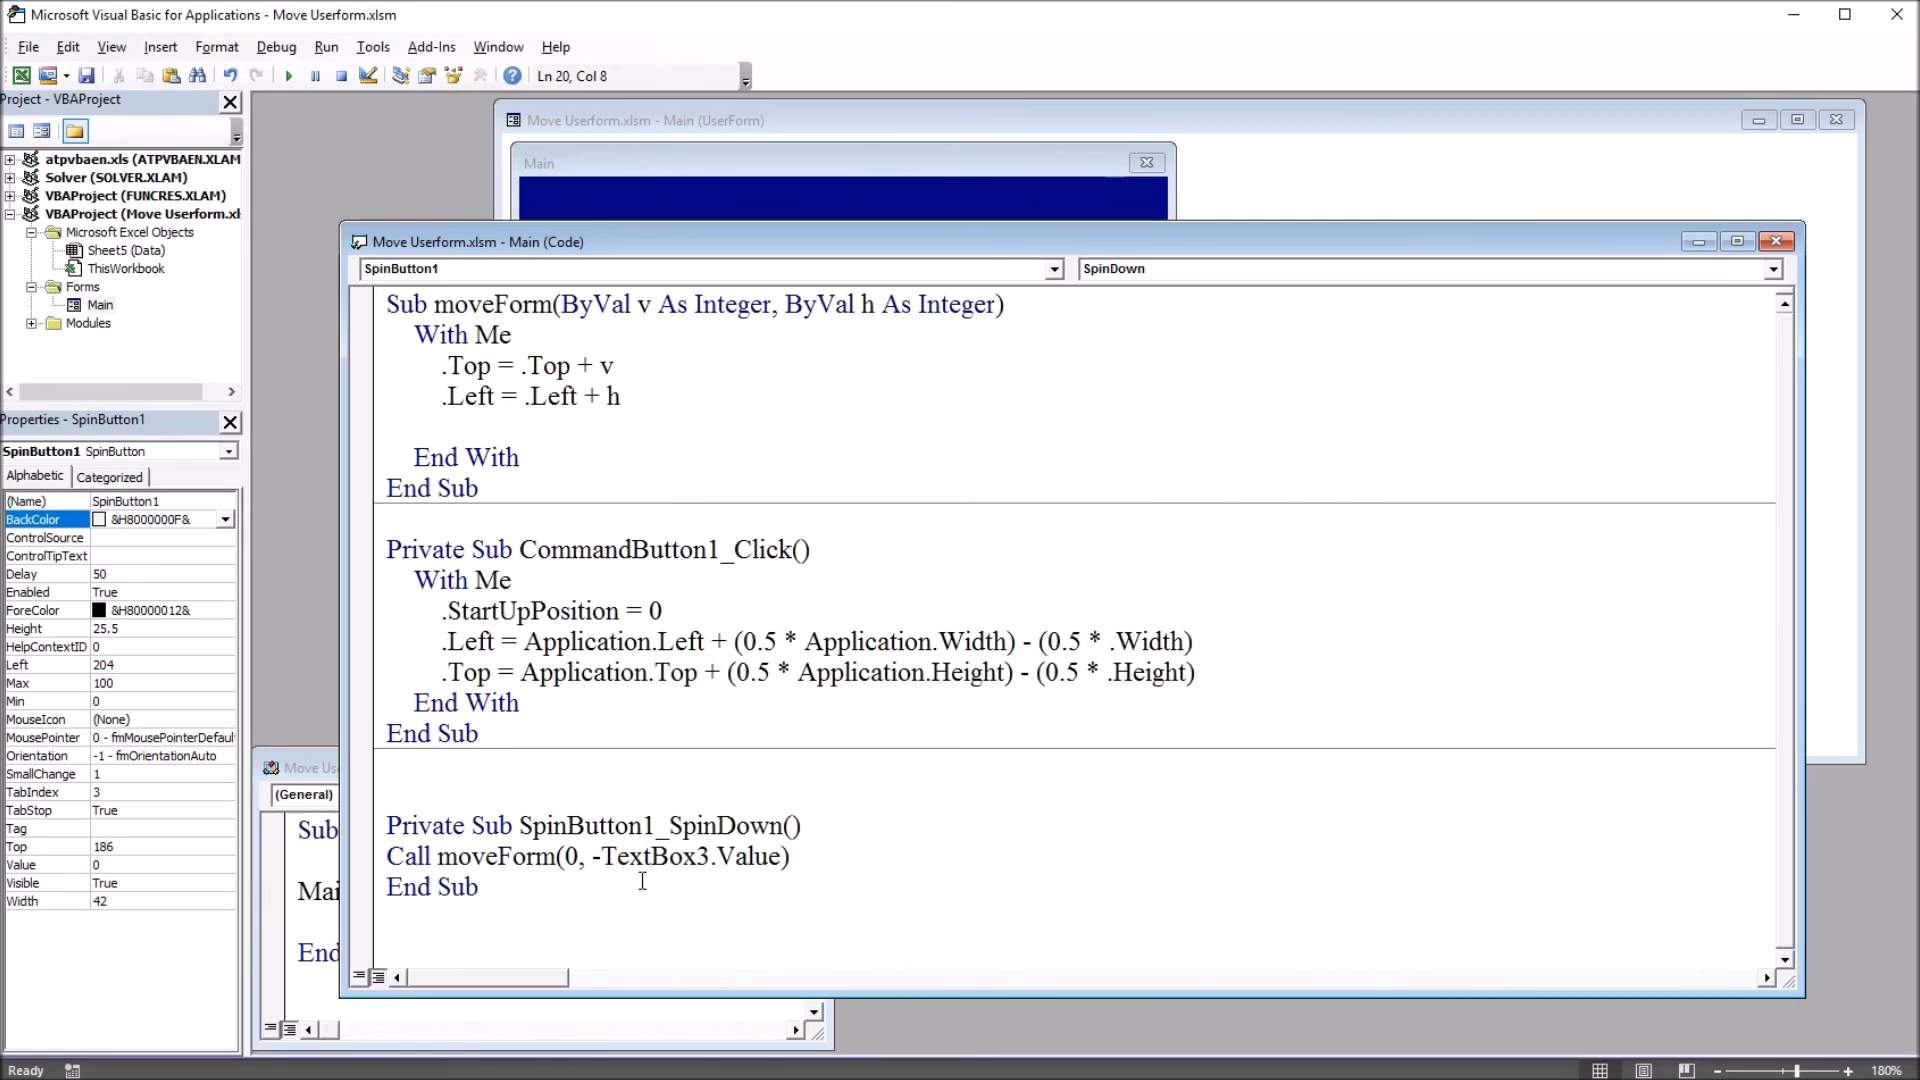 Microsoft Visual Basic for Applications - Move Userform.xlsm
File Edit View Insert Format Debug Run Tools Add-Ins Window Help
Ln 20, Col 8
Project - VBAProject
atpvbaen.xls (ATPVBAEN.XLAM
Solver (SOLVER.XLAM)
VBAProject (FUNCRES.XLAM)
VBAProject (Move Userform.xl
Microsoft Excel Objects
Sheet5 (Data)
ThisWorkbook
Forms
Main
Modules
Properties - SpinButton1
SpinButton1 SpinButton
Alphabetic Categorized
(Name) SpinButton1
BackColor &H8000000F&
ControlSource
ControlTipText
Delay 50
Enabled True
ForeColor &H80000012&
Height 25.5
HelpContextID 0
Left 204
Max 100
Min 0
MouseIcon (None)
MousePointer 0 - fmMousePointerDefaul
Orientation -1 - fmOrientationAuto
SmallChange 1
TabIndex 3
TabStop True
Tag
Top 186
Value 0
Visible True
Width 42
Move Userform.xlsm - Main (UserForm)
Main
Move Userform.xlsm - Main (Code)
SpinButton1 SpinDown
Sub moveForm(ByVal v As Integer, ByVal h As Integer)
With Me
.Top = .Top + v
.Left = .Left + h
End With
End Sub
Private Sub CommandButton1_Click()
With Me
.StartUpPosition = 0
.Left = Application.Left + (0.5 * Application.Width) - (0.5 * .Width)
.Top = Application.Top + (0.5 * Application.Height) - (0.5 * .Height)
End With
End Sub
Private Sub SpinButton1_SpinDown()
Call moveForm(0, -TextBox3.Value)
End Sub
Move Us
(General)
Sub
Mai
End
Ready
180%